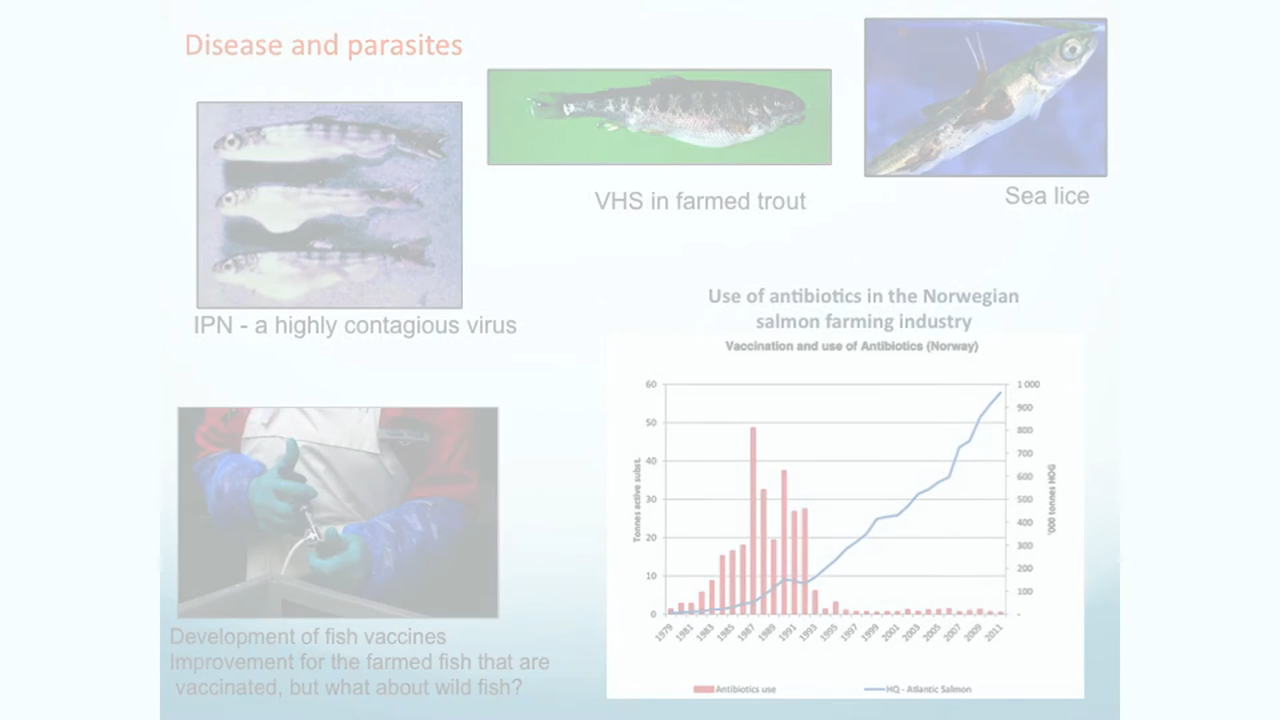 Disease and parasites
VHS in farmed trout
Sea lice
IPN - a highly contagious virus
Use of antibiotics in the Norwegian
salmon farming industry
Vaccination and use of Antibiotics (Norway)
60
50
40
30
20
10
0
Tonnes active subst.
1 000
900
800
700
600
500
400
300
200
100
-
'000 tonnes HOG
1979
1981
1983
1985
1987
1989
1991
1993
1995
1997
1999
2001
2003
2005
2007
2009
2011
Antibiotics use
HQ - Atlantic Salmon
Development of fish vaccines
Improvement for the farmed fish that are
vaccinated, but what about wild fish?